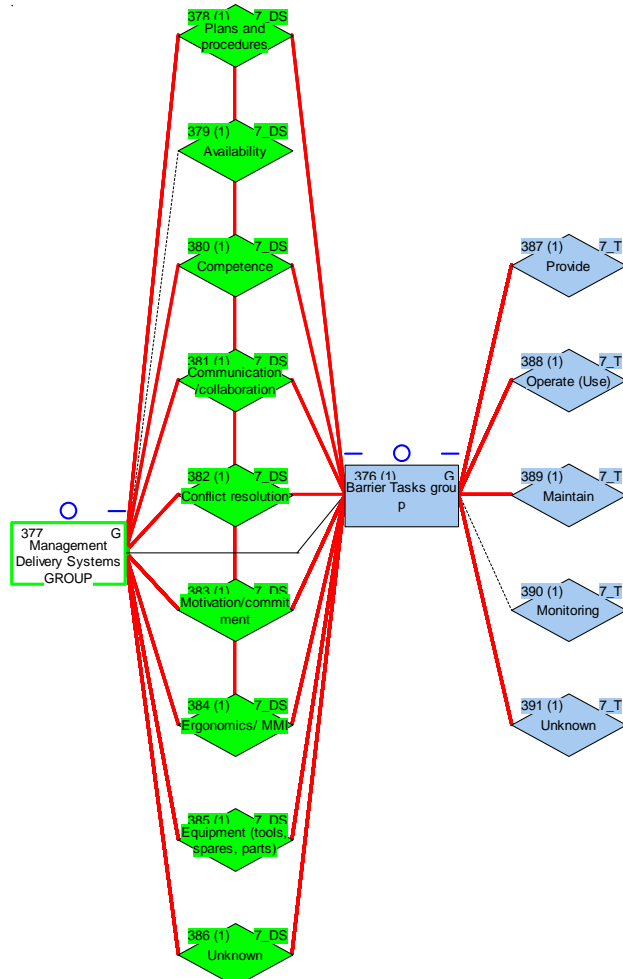 378 (1) 7_DS
Plans and
procedures
379 (1) 7_DS
Availability
380 (1) 7_DS
Competence
381 (1) 7_DS
Communication
/collaboration
382 (1) 7_DS
Conflict resolution
383 (1) 7_DS
Motivation/commit
ment
384 (1) 7_DS
Ergonomics/ MMI
385 (1) 7_DS
Equipment (tools,
spares, parts)
386 (1) 7_DS
Unknown
377 G
Management
Delivery Systems
GROUP
376 (1) G
Barrier Tasks grou
p
387 (1) 7_T
Provide
388 (1) 7_T
Operate (Use)
389 (1) 7_T
Maintain
390 (1) 7_T
Monitoring
391 (1) 7_T
Unknown